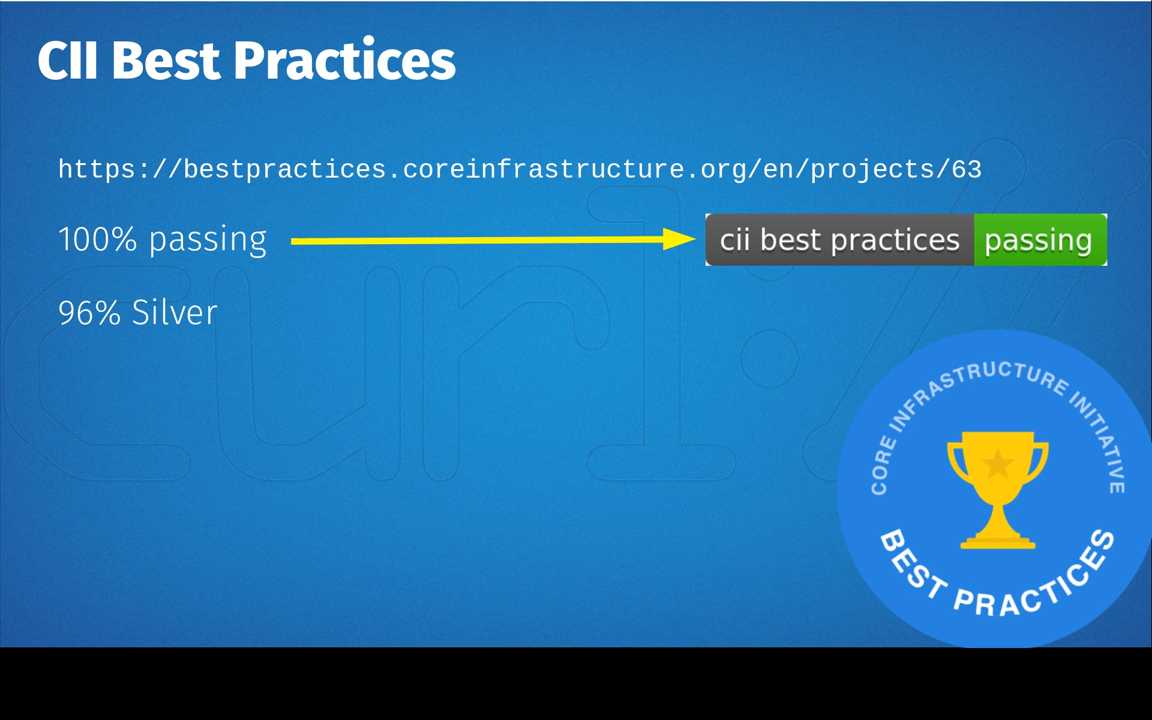 CII Best Practices
https://bestpractices.coreinfrastructure.org/en/projects/63
100% passing
cii best practices passing
96% Silver
curl://
CORE INFRASTRUCTURE INITIATIVE
BEST PRACTICES